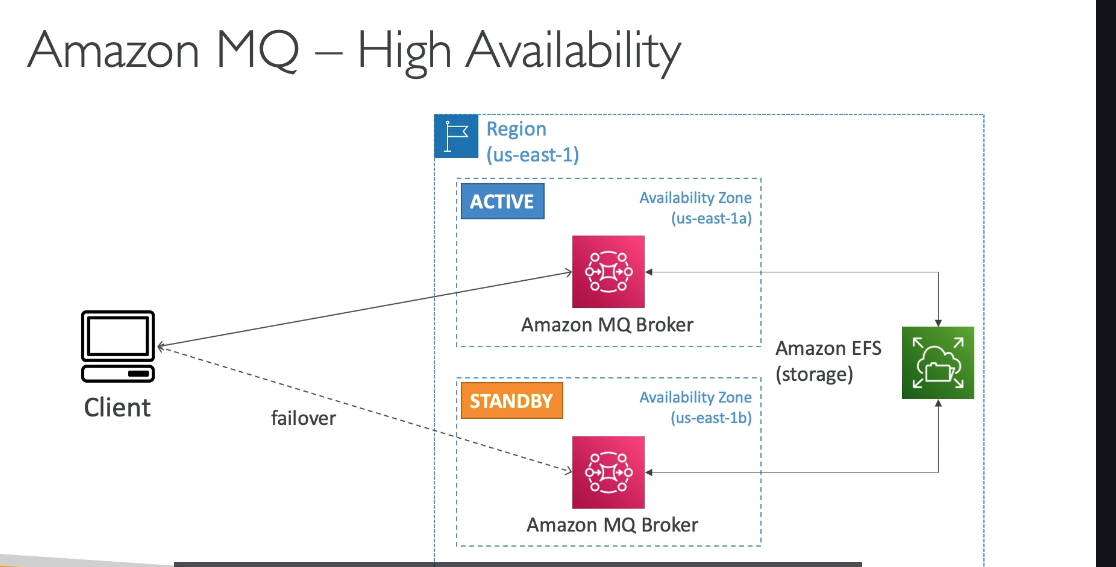 Amazon MQ – High Availability
Region
(us-east-1)
ACTIVE
Availability Zone
(us-east-1a)
Amazon MQ Broker
Amazon EFS
(storage)
Client
failover
STANDBY
Availability Zone
(us-east-1b)
Amazon MQ Broker